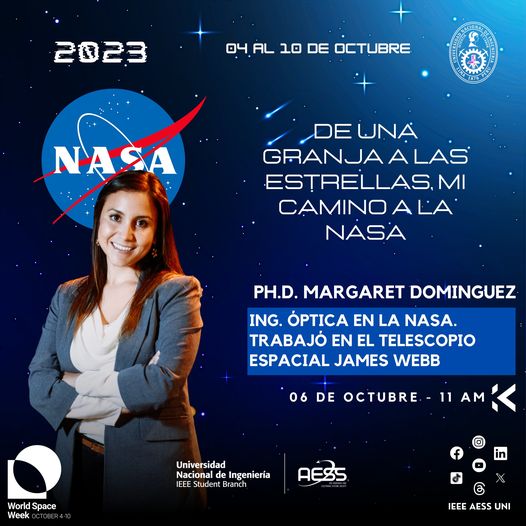 2023
04 AL 10 DE OCTUBRE
NASA
DE UNA
GRANJA A LAS
ESTRELLAS, MI
CAMINO A LA
NASA
PH.D. MARGARET DOMINGUEZ
ING. ÓPTICA EN LA NASA.
TRABAJÓ EN EL TELESCOPIO
ESPACIAL JAMES WEBB
06 DE OCTUBRE - 11 AM
World Space
Week OCTOBER 4-10
Universidad
Nacional de Ingeniería
IEEE Student Branch
AESS
IEEE AESS UNI